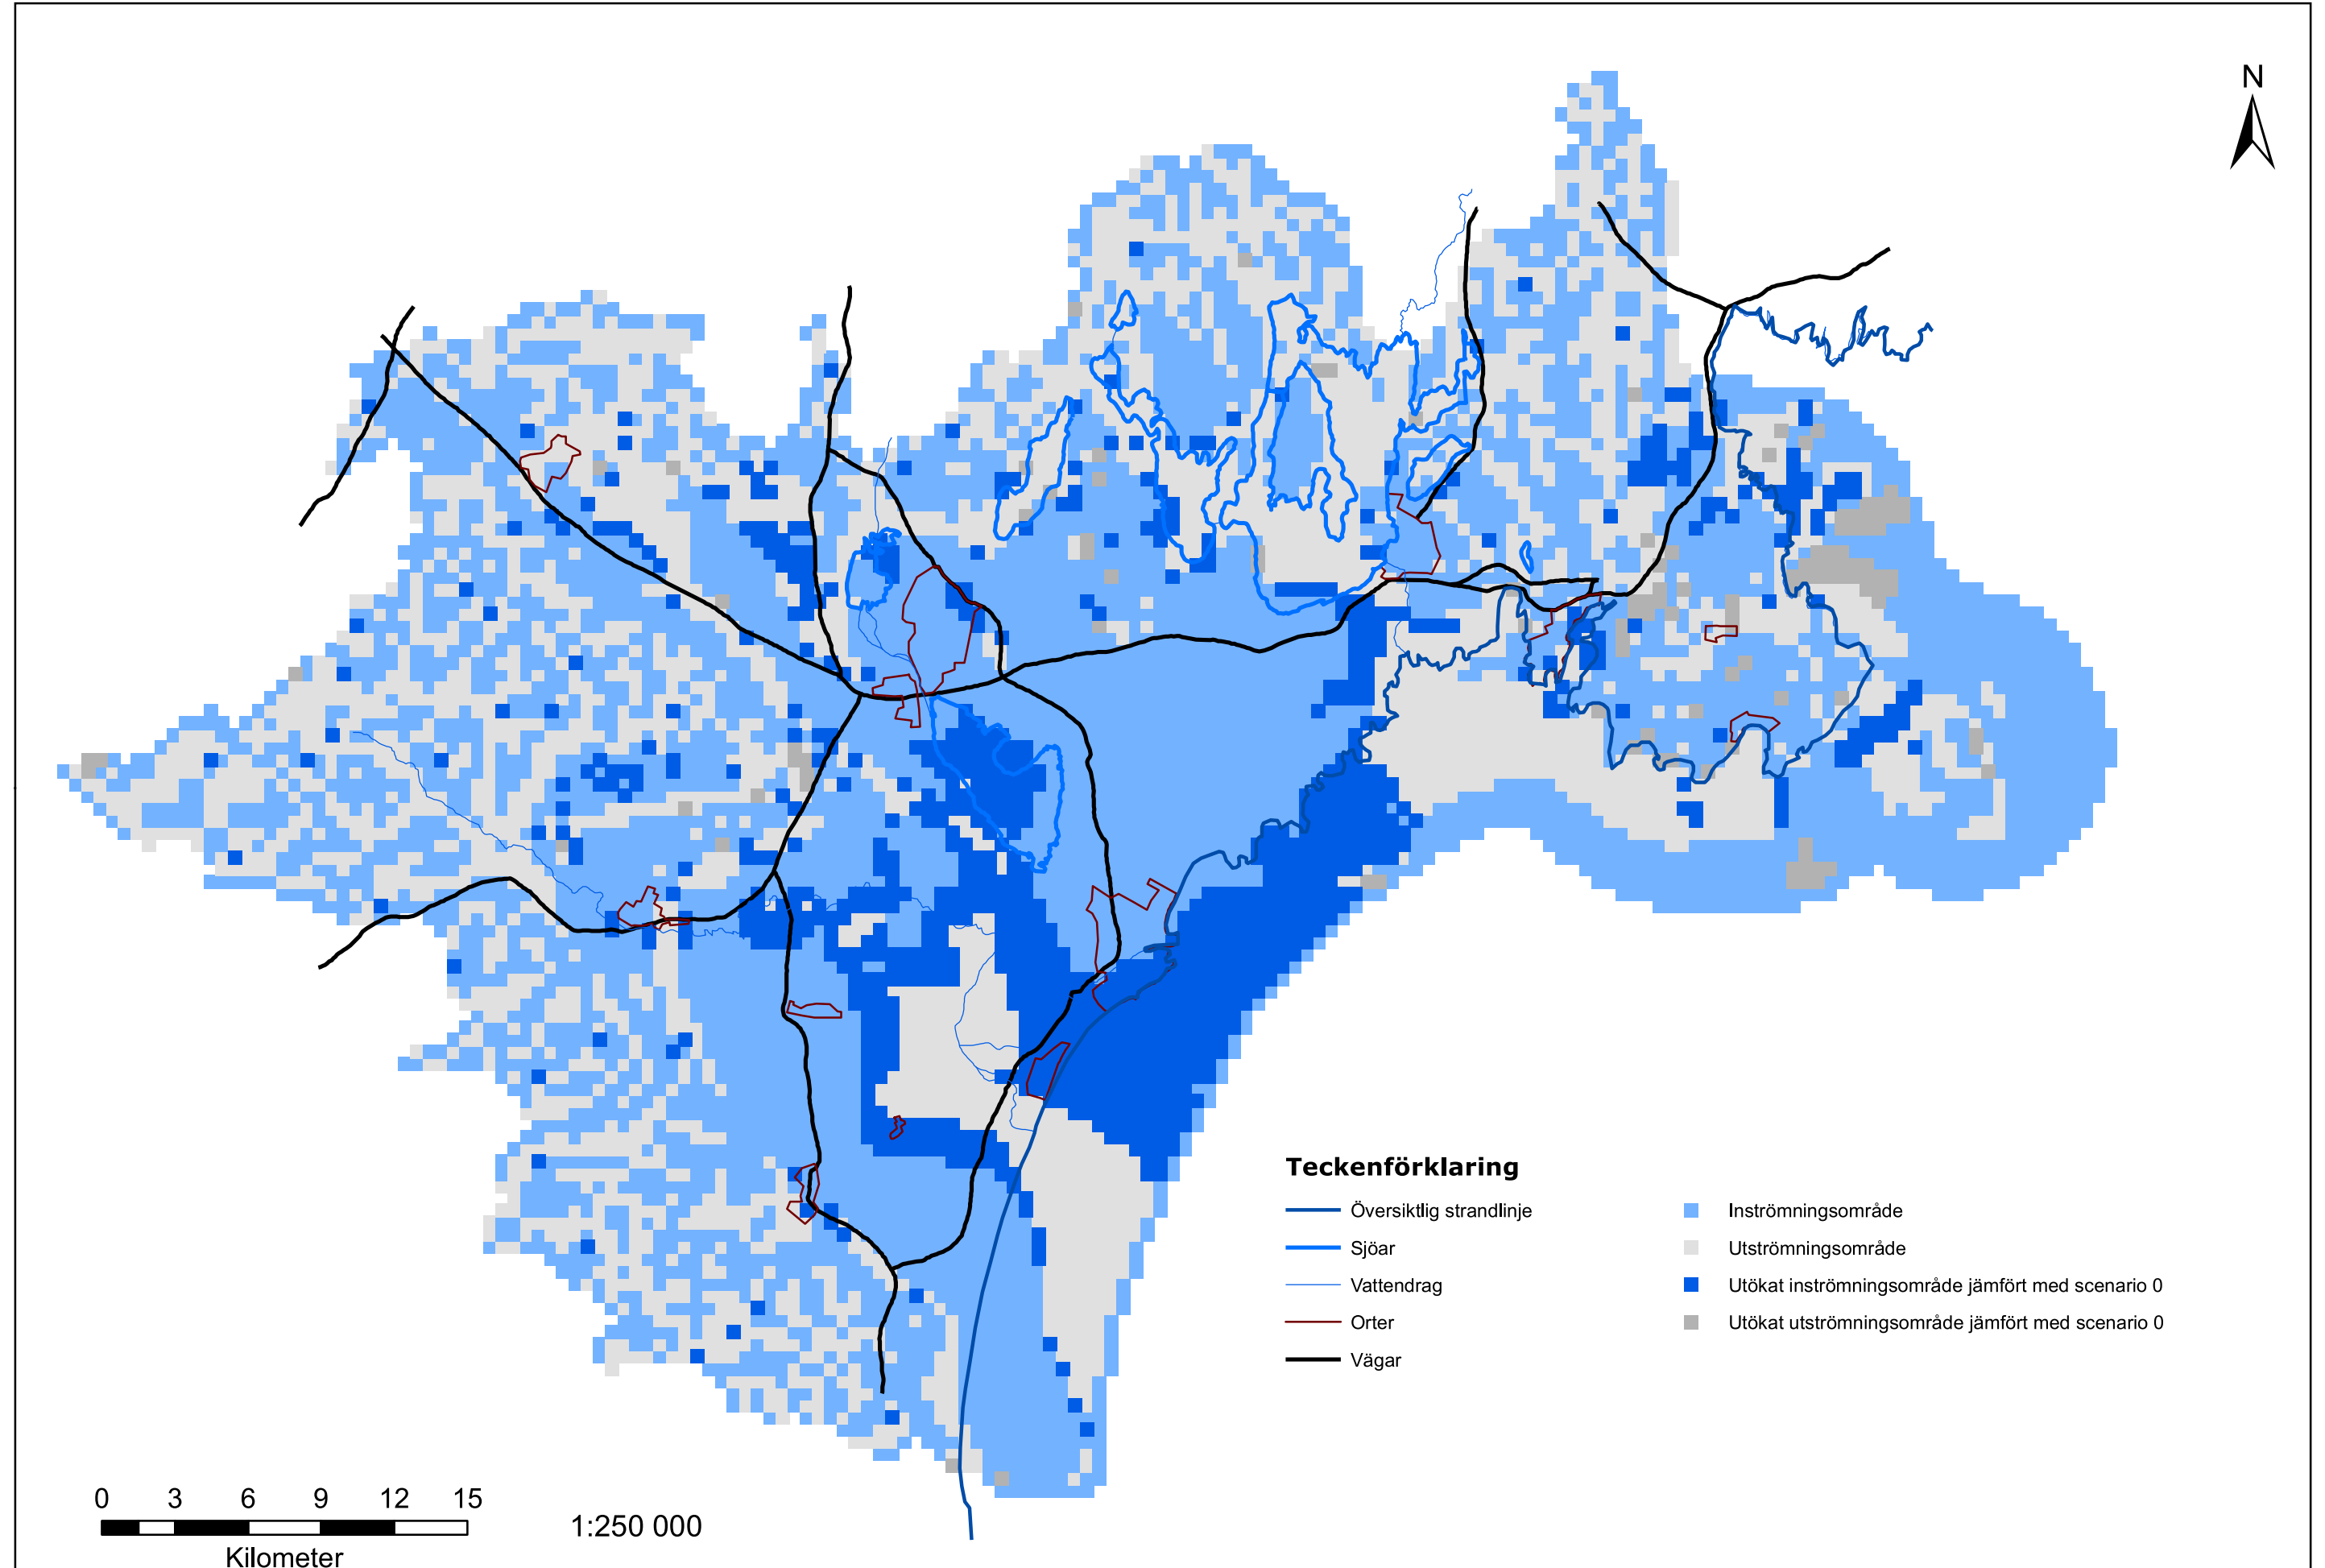 N
Teckenförklaring
Översiktlig strandlinje
Sjöar
Vattendrag
Orter
Vägar
Inströmningsområde
Utströmningsområde
Utökat inströmningsområde jämfört med scenario 0
Utökat utströmningsområde jämfört med scenario 0
0 3 6 9 12 15
Kilometer
1:250 000